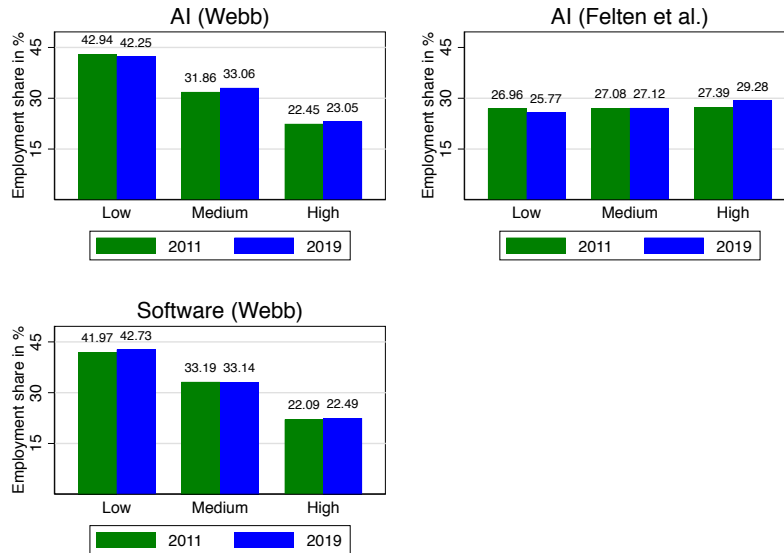 AI (Webb)
Employment share in %
45
30
15
42.94
42.25
31.86
33.06
22.45
23.05
Low
Medium
High
2011
2019
AI (Felten et al.)
Employment share in %
45
30
15
26.96
25.77
27.08
27.12
27.39
29.28
Low
Medium
High
2011
2019
Software (Webb)
Employment share in %
45
30
15
41.97
42.73
33.19
33.14
22.09
22.49
Low
Medium
High
2011
2019